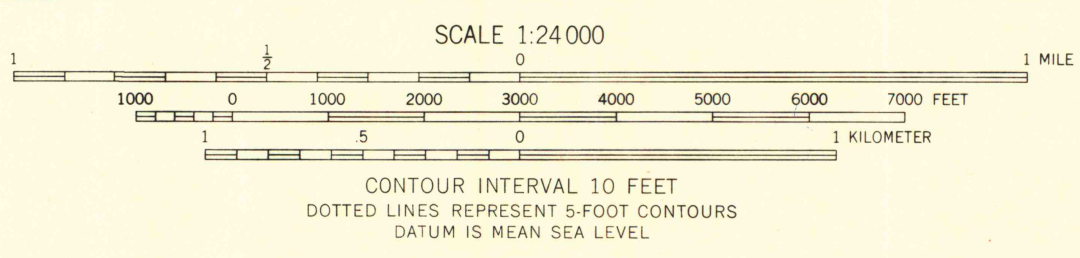 SCALE 1:24 000
1 1/2 0 1 MILE
1000 0 1000 2000 3000 4000 5000 6000 7000 FEET
1 .5 0 1 KILOMETER
CONTOUR INTERVAL 10 FEET
DOTTED LINES REPRESENT 5-FOOT CONTOURS
DATUM IS MEAN SEA LEVEL